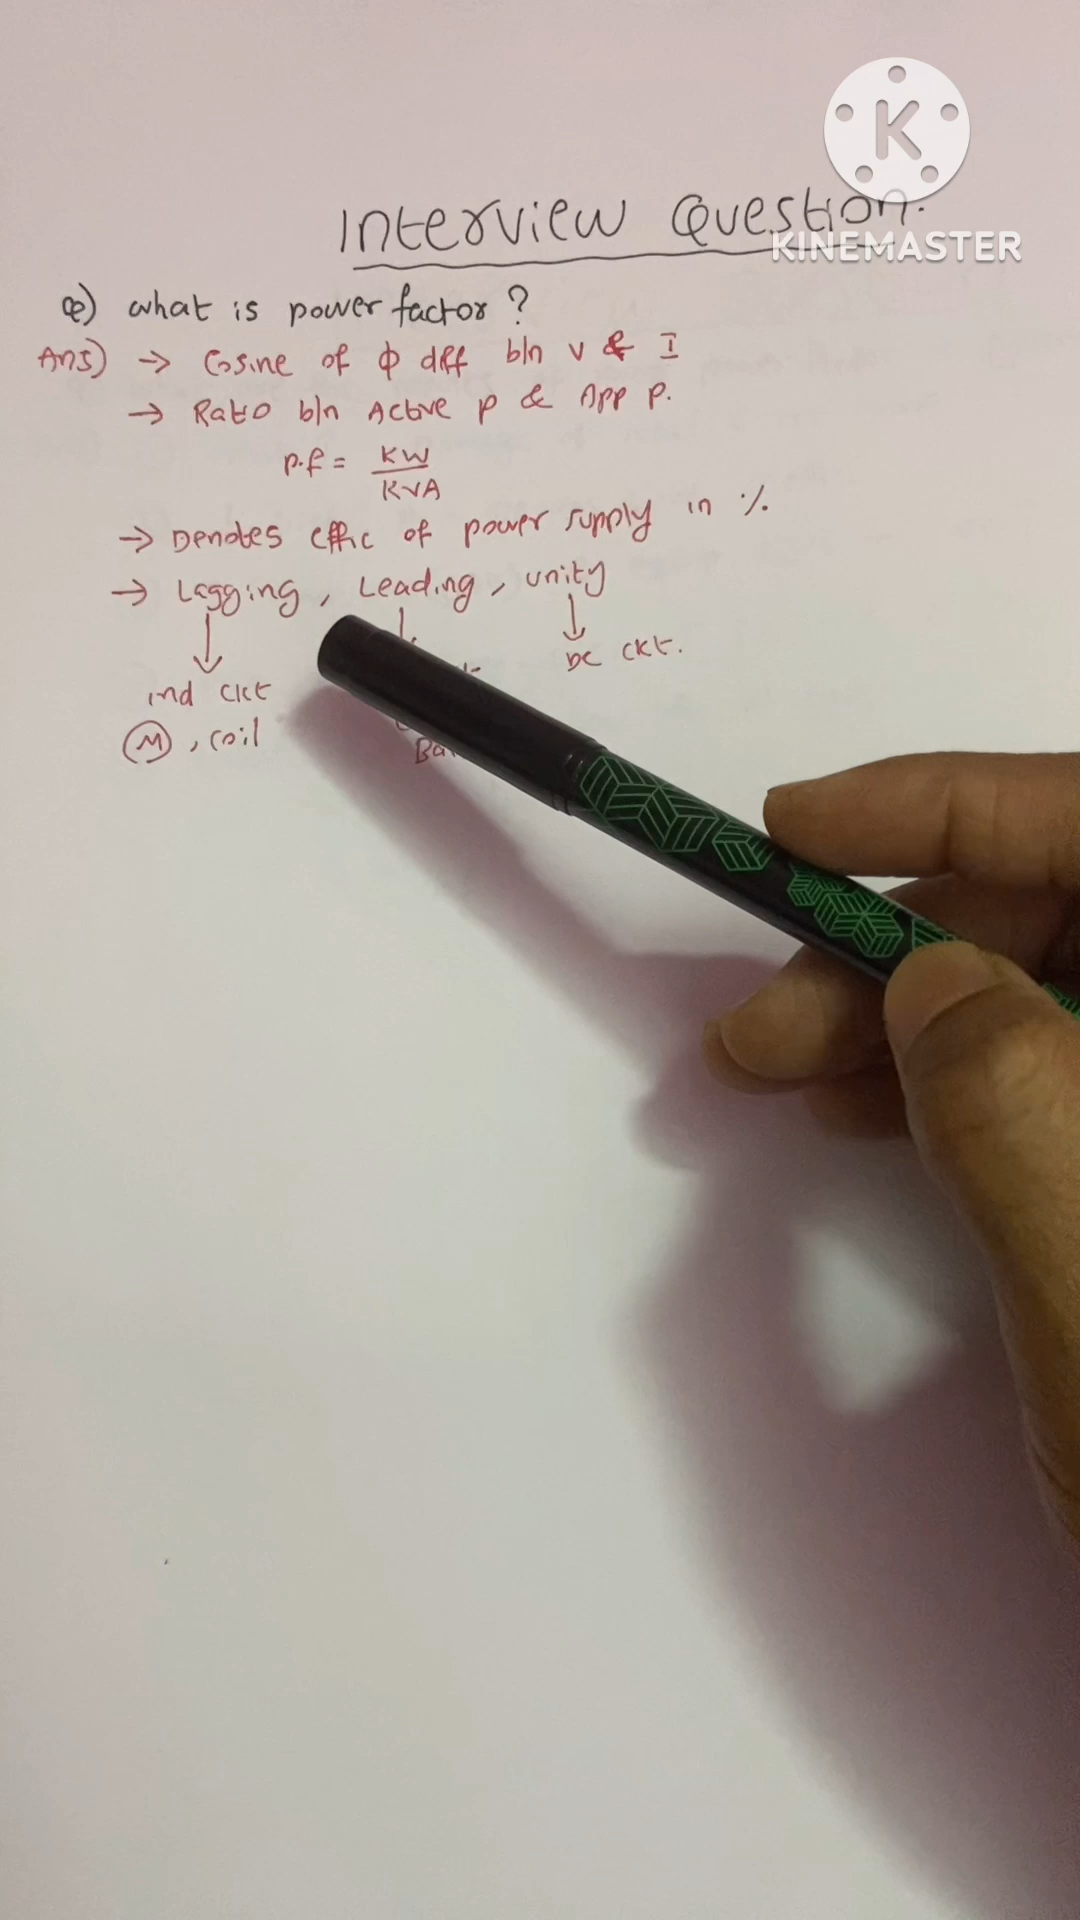 Interview Question.
KINEMASTER
Q) what is power factor?
Ans) → Cosine of ϕ diff b/n V & I
→ Ratio b/n Active P & App P.
P.f = KW
KVA
→ Denotes effic of power supply in %
→ Lagging, Leading, unity
DC ckt.
ind ckt
M, coil